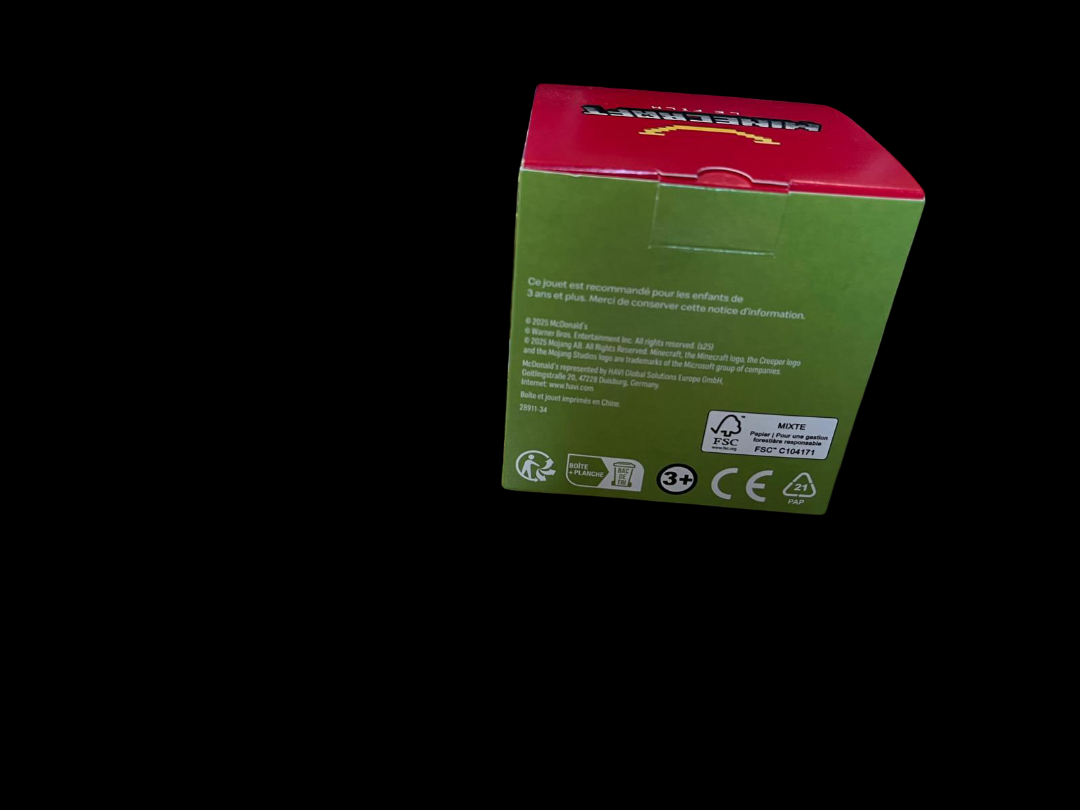 MINECRAFT
LE FILM
Ce jouet est recommandé pour les enfants de
3 ans et plus. Merci de conserver cette notice d'information.
© 2025 McDonald's
© Warner Bros. Entertainment Inc. All rights reserved. (s25)
© 2025 Mojang AB. All Rights Reserved. Minecraft, the Minecraft logo, the Creeper logo
and the Mojang Studios logo are trademarks of the Microsoft group of companies.
McDonald's represented by HAVI Global Solutions Europe GmbH,
Geitlingstraße 20, 47228 Duisburg, Germany.
Internet: www.havi.com
Boîte et jouet imprimés en Chine.
28911-34
FSC
www.fsc.org
MIXTE
Papier | Pour une gestion
forestière responsable
FSC™ C104171
BOÎTE
+ PLANCHE
BAC
DE
TRI
3+
CE
21
PAP